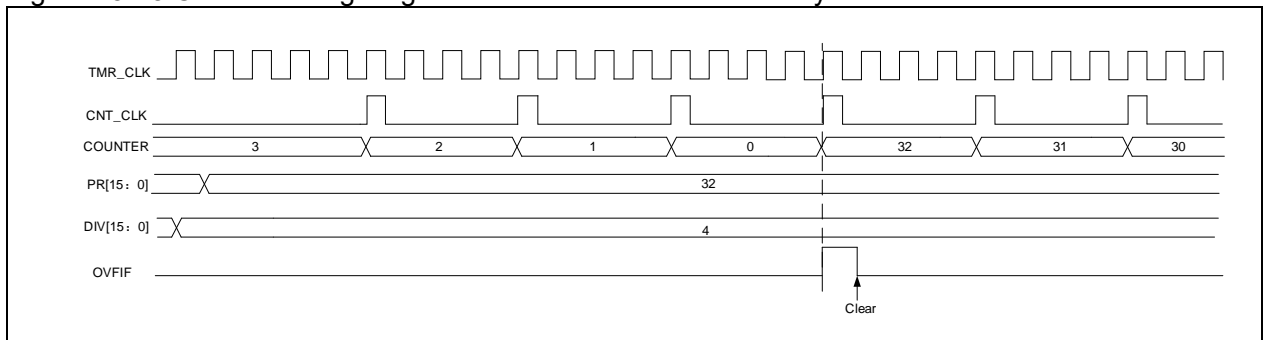 TMR_CLK
CNT_CLK
COUNTER 3 2 1 0 32 31 30
PR[15：0] 32
DIV[15：0] 4
OVFIF
Clear